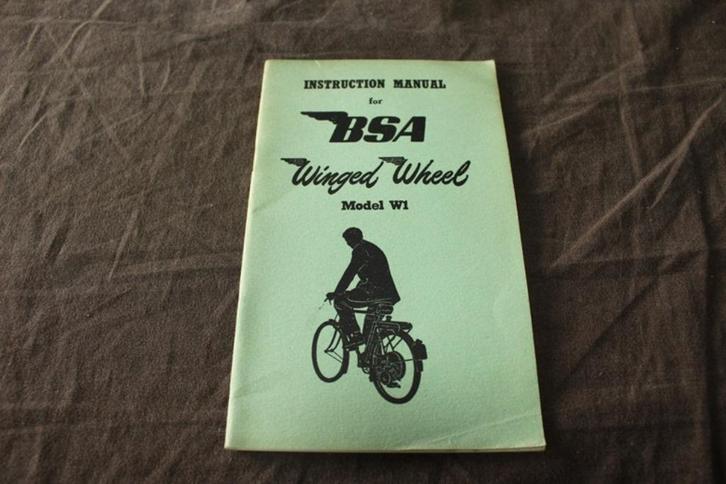 INSTRUCTION MANUAL
for
BSA
Winged Wheel
Model W1